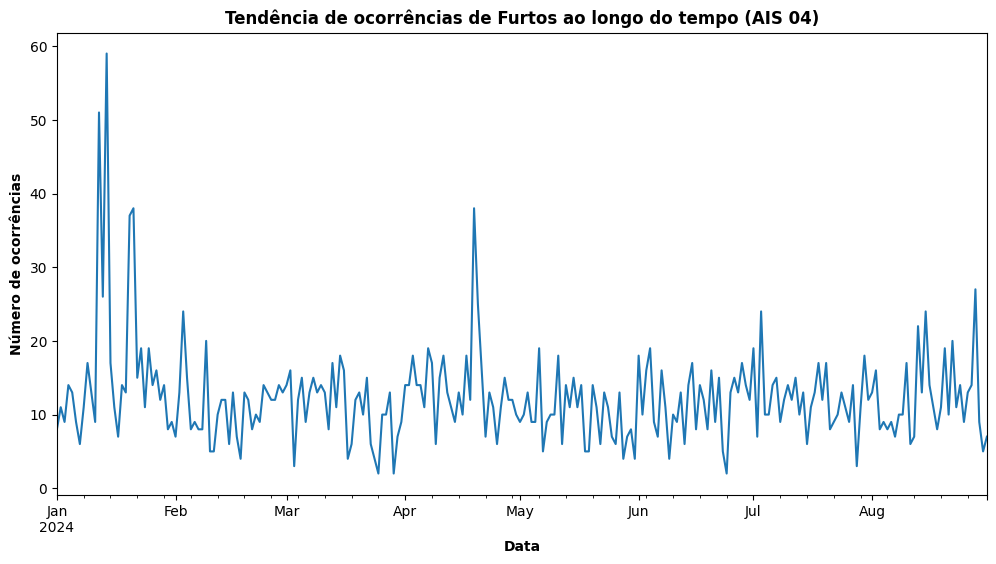 Tendência de ocorrências de Furtos ao longo do tempo (AIS 04)
Número de ocorrências
60
50
40
30
20
10
0
Jan Feb Mar Apr May Jun Jul Aug
2024
Data